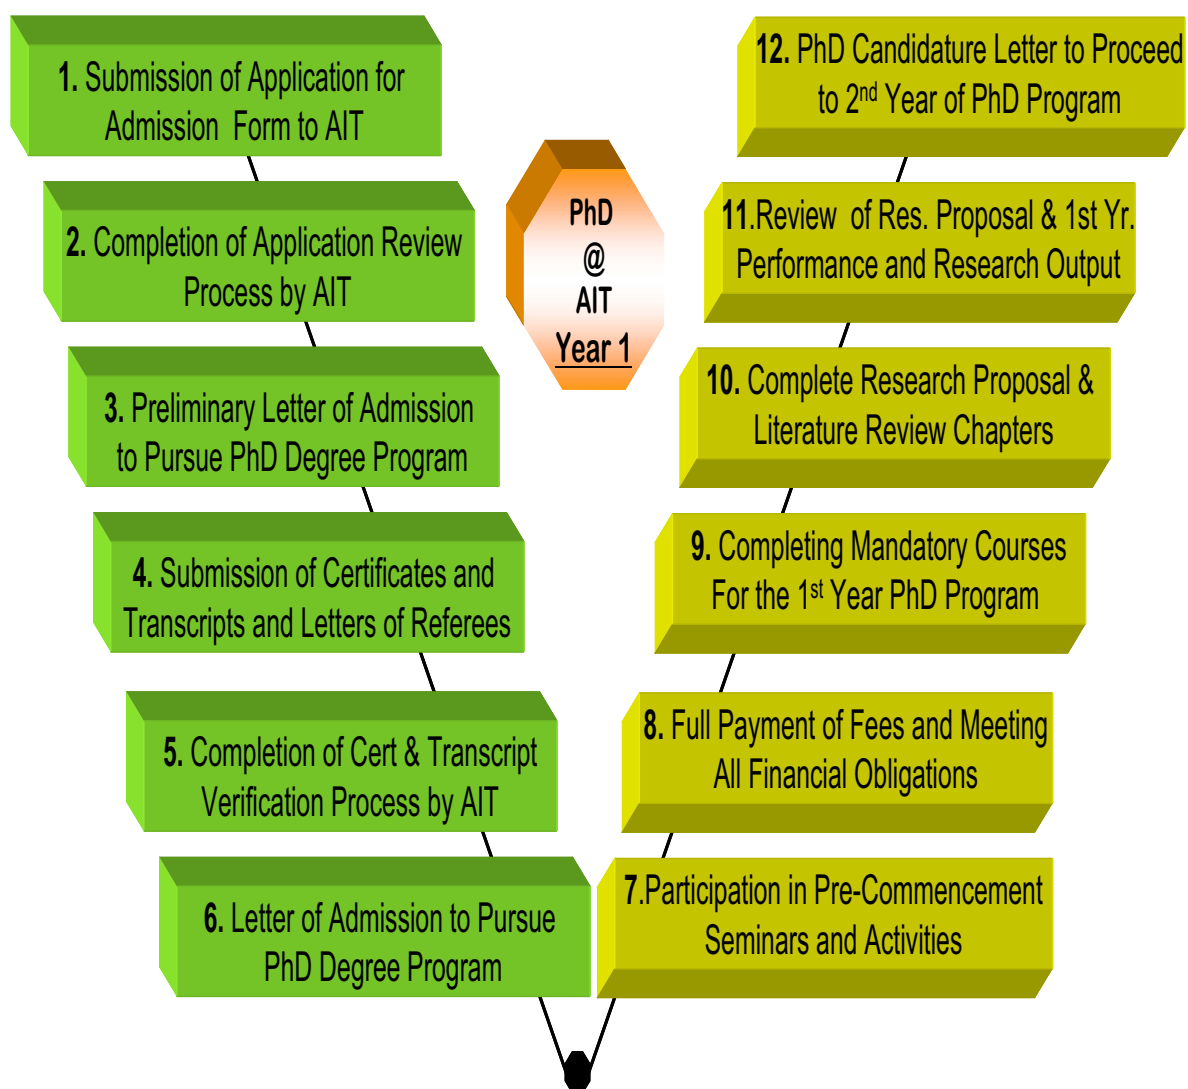 1. Submission of Application for
Admission Form to AIT
2. Completion of Application Review
Process by AIT
3. Preliminary Letter of Admission
to Pursue PhD Degree Program
4. Submission of Certificates and
Transcripts and Letters of Referees
5. Completion of Cert & Transcript
Verification Process by AIT
6. Letter of Admission to Pursue
PhD Degree Program
PhD
@
AIT
Year 1
12. PhD Candidature Letter to Proceed
to 2nd Year of PhD Program
11.Review of Res. Proposal & 1st Yr.
Performance and Research Output
10. Complete Research Proposal &
Literature Review Chapters
9. Completing Mandatory Courses
For the 1st Year PhD Program
8. Full Payment of Fees and Meeting
All Financial Obligations
7.Participation in Pre-Commencement
Seminars and Activities